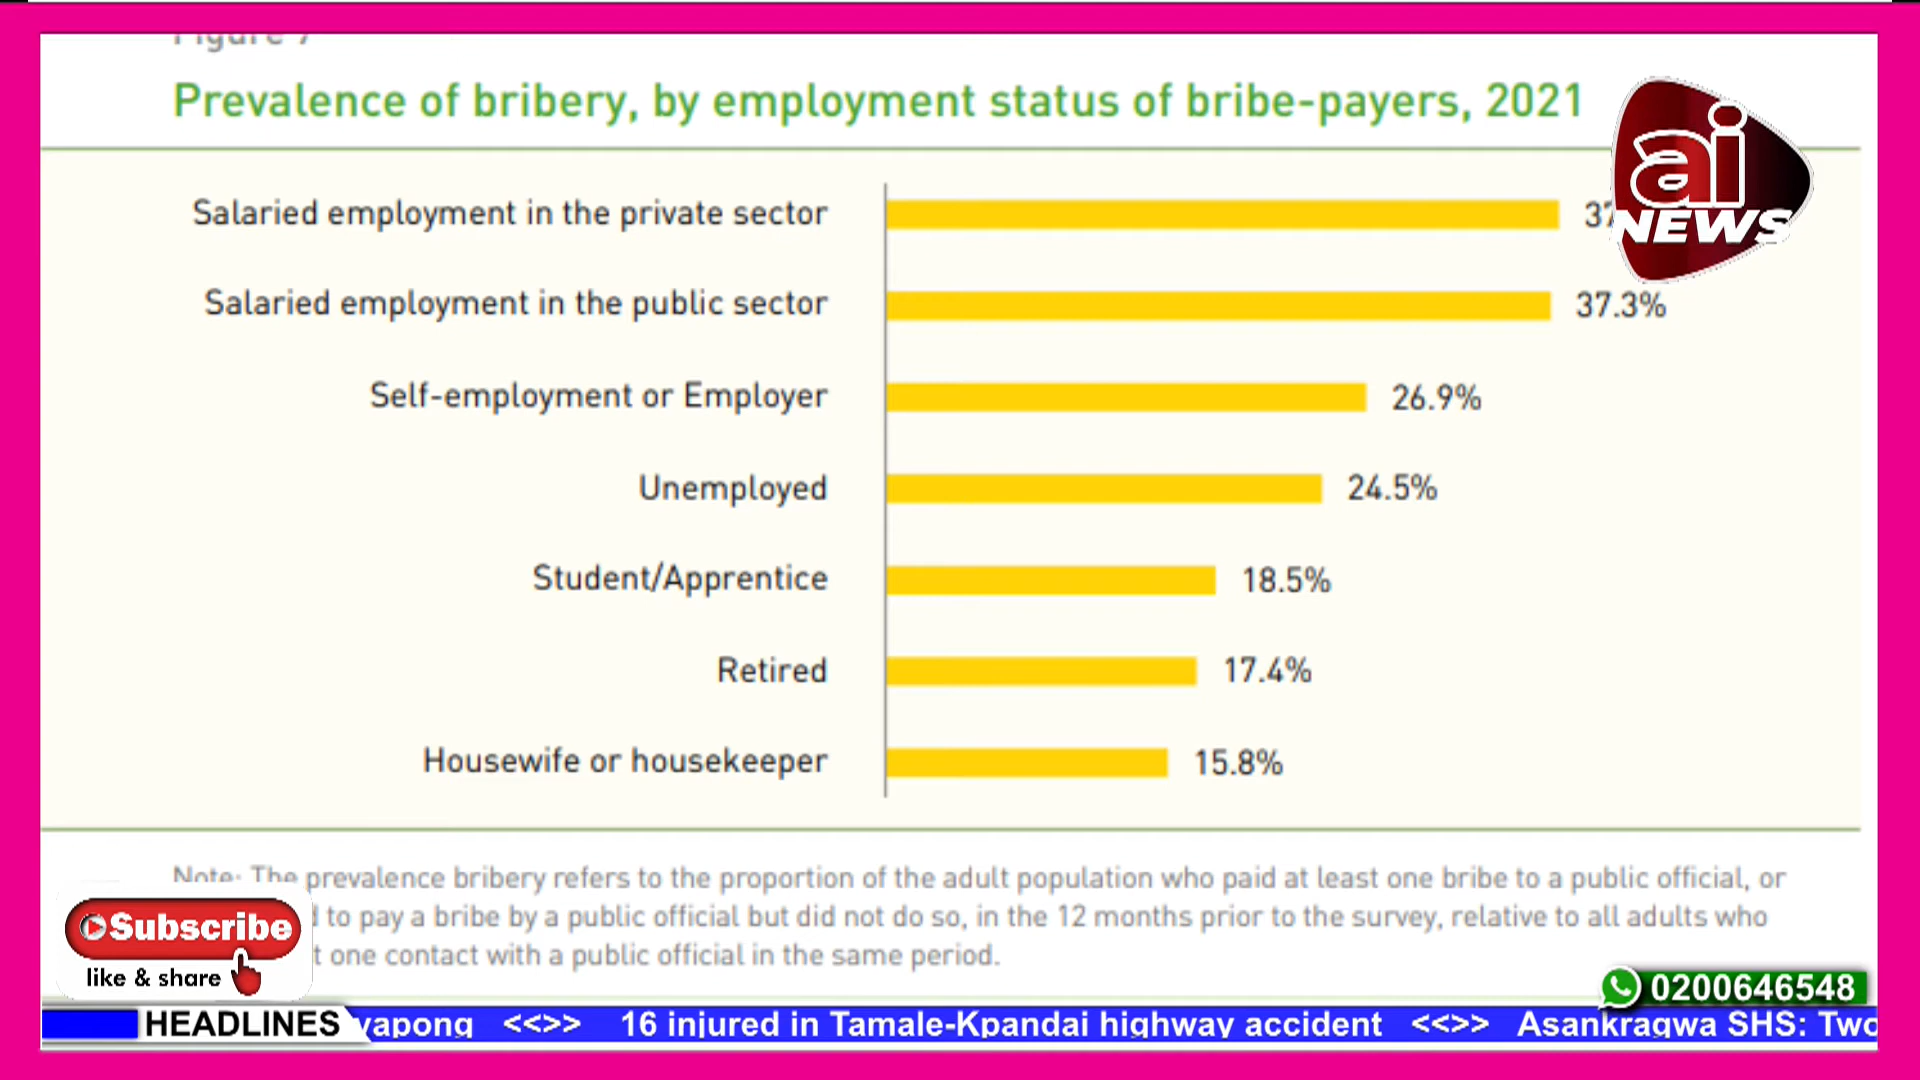 Figure 7
Prevalence of bribery, by employment status of bribe-payers, 2021
Salaried employment in the private sector
ai
NEWS
Salaried employment in the public sector 37.3%
Self-employment or Employer 26.9%
Unemployed 24.5%
Student/Apprentice 18.5%
Retired 17.4%
Housewife or housekeeper 15.8%
Note: The prevalence bribery refers to the proportion of the adult population who paid at least one bribe to a public official, or
to pay a bribe by a public official but did not do so, in the 12 months prior to the survey, relative to all adults who
one contact with a public official in the same period.
Subscribe
like & share
0200646548
HEADLINES yapong <<>> 16 injured in Tamale-Kpandai highway accident <<>> Asankragwa SHS: Two